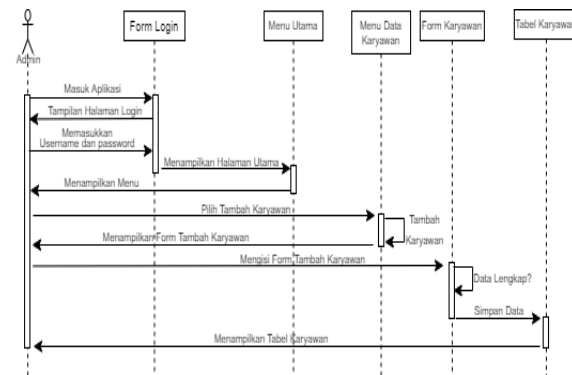 Form Login
Menu Utama
Menu Data
Karyawan
Form Karyawan
Tabel Karyawan
Admin
Masuk Aplikasi
Tampilan Halaman Login
Memasukkan
Username dan password
Menampilkan Halaman Utama
Menampilkan Menu
Pilih Tambah Karyawan
Tambah
Karyawan
Menampilkan Form Tambah Karyawan
Mengisi Form Tambah Karyawan
Data Lengkap?
Simpan Data
Menampilkan Tabel Karyawan